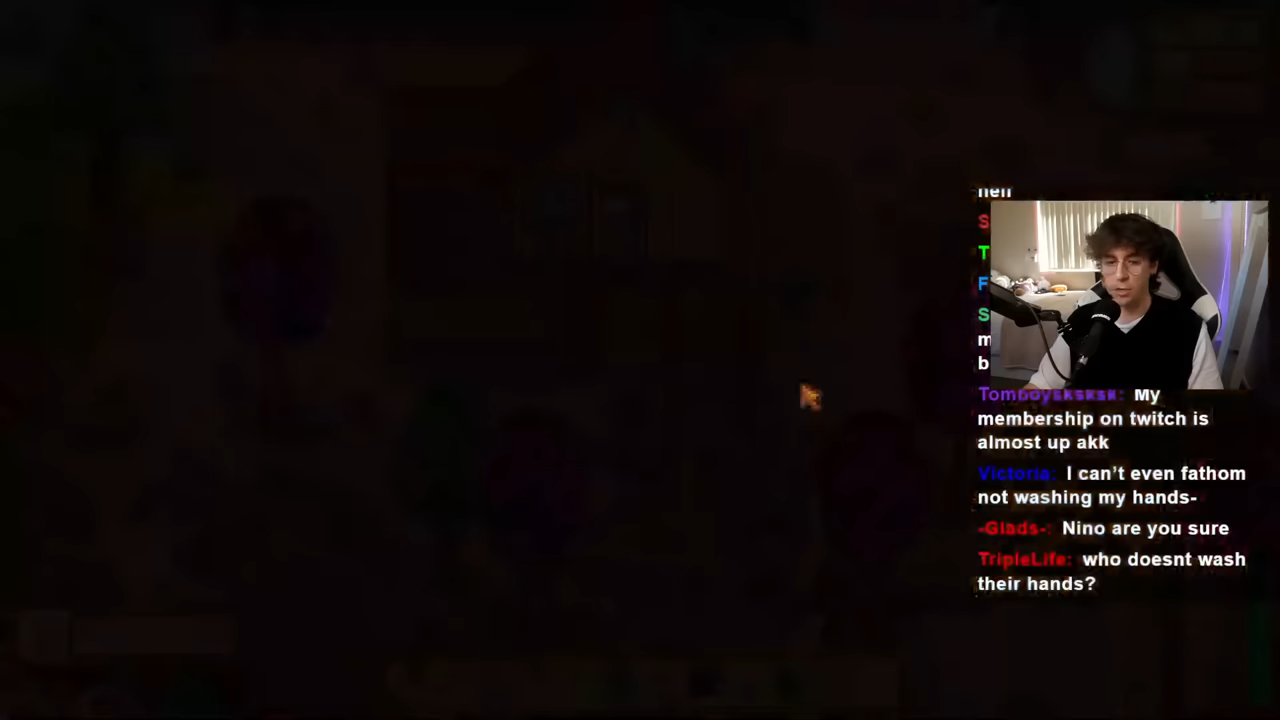 S
T
F
S
m
b
Tomboysksksk: My
membership on twitch is
almost up akk
Victoria: I can’t even fathom
not washing my hands-
-Glads-: Nino are you sure
TripleLife: who doesnt wash
their hands?